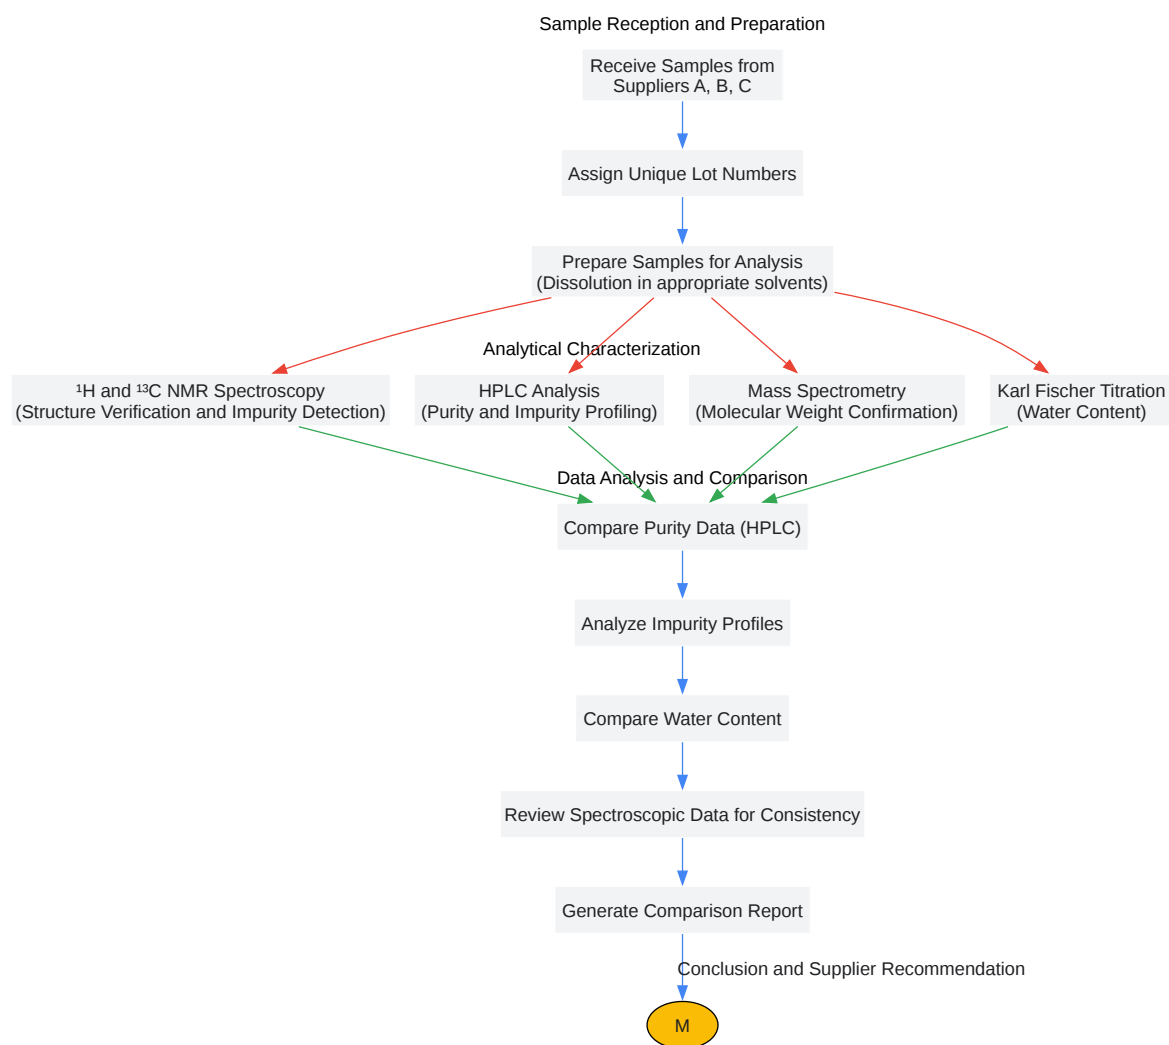 Sample Reception and Preparation
Receive Samples from
Suppliers A, B, C
Assign Unique Lot Numbers
Prepare Samples for Analysis
(Dissolution in appropriate solvents)
Analytical Characterization
¹H and ¹³C NMR Spectroscopy
(Structure Verification and Impurity Detection)
HPLC Analysis
(Purity and Impurity Profiling)
Mass Spectrometry
(Molecular Weight Confirmation)
Karl Fischer Titration
(Water Content)
Data Analysis and Comparison
Compare Purity Data (HPLC)
Analyze Impurity Profiles
Compare Water Content
Review Spectroscopic Data for Consistency
Generate Comparison Report
Conclusion and Supplier Recommendation
M